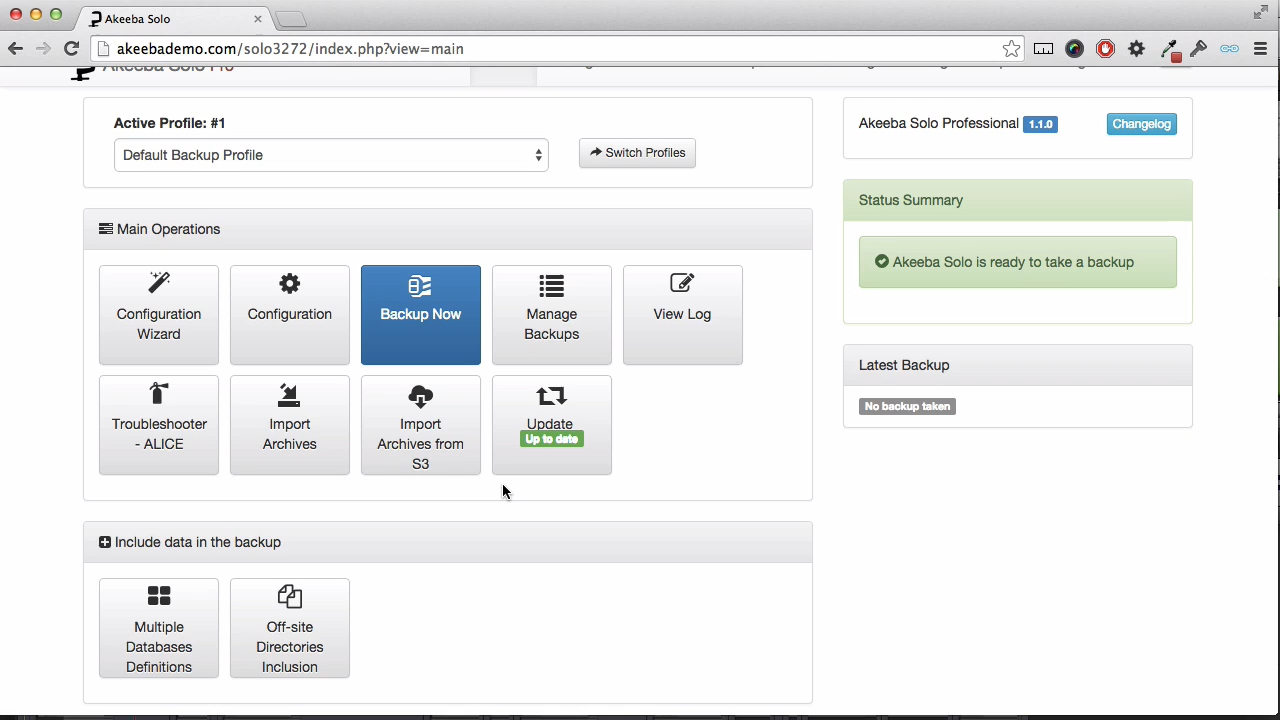 Akeeba Solo
akeebademo.com/solo3272/index.php?view=main
Akeeba Solo Pro
Active Profile: #1
Default Backup Profile
Switch Profiles
Akeeba Solo Professional 1.1.0
Changelog
Status Summary
Akeeba Solo is ready to take a backup
Main Operations
Configuration
Wizard
Configuration
Backup Now
Manage
Backups
View Log
Latest Backup
No backup taken
Troubleshooter
- ALICE
Import
Archives
Import
Archives from
S3
Update
Up to date
Include data in the backup
Multiple
Databases
Definitions
Off-site
Directories
Inclusion